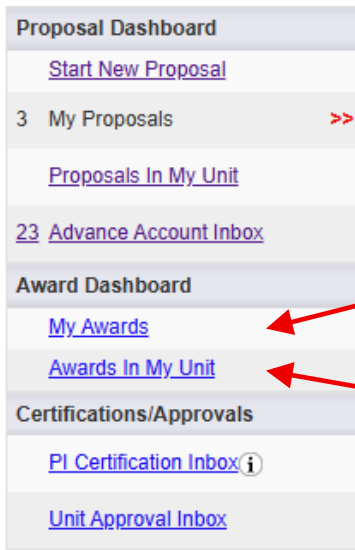 Proposal Dashboard
Start New Proposal
3 My Proposals >>
Proposals In My Unit
23 Advance Account Inbox
Award Dashboard
My Awards
Awards In My Unit
Certifications/Approvals
PI Certification Inbox i
Unit Approval Inbox